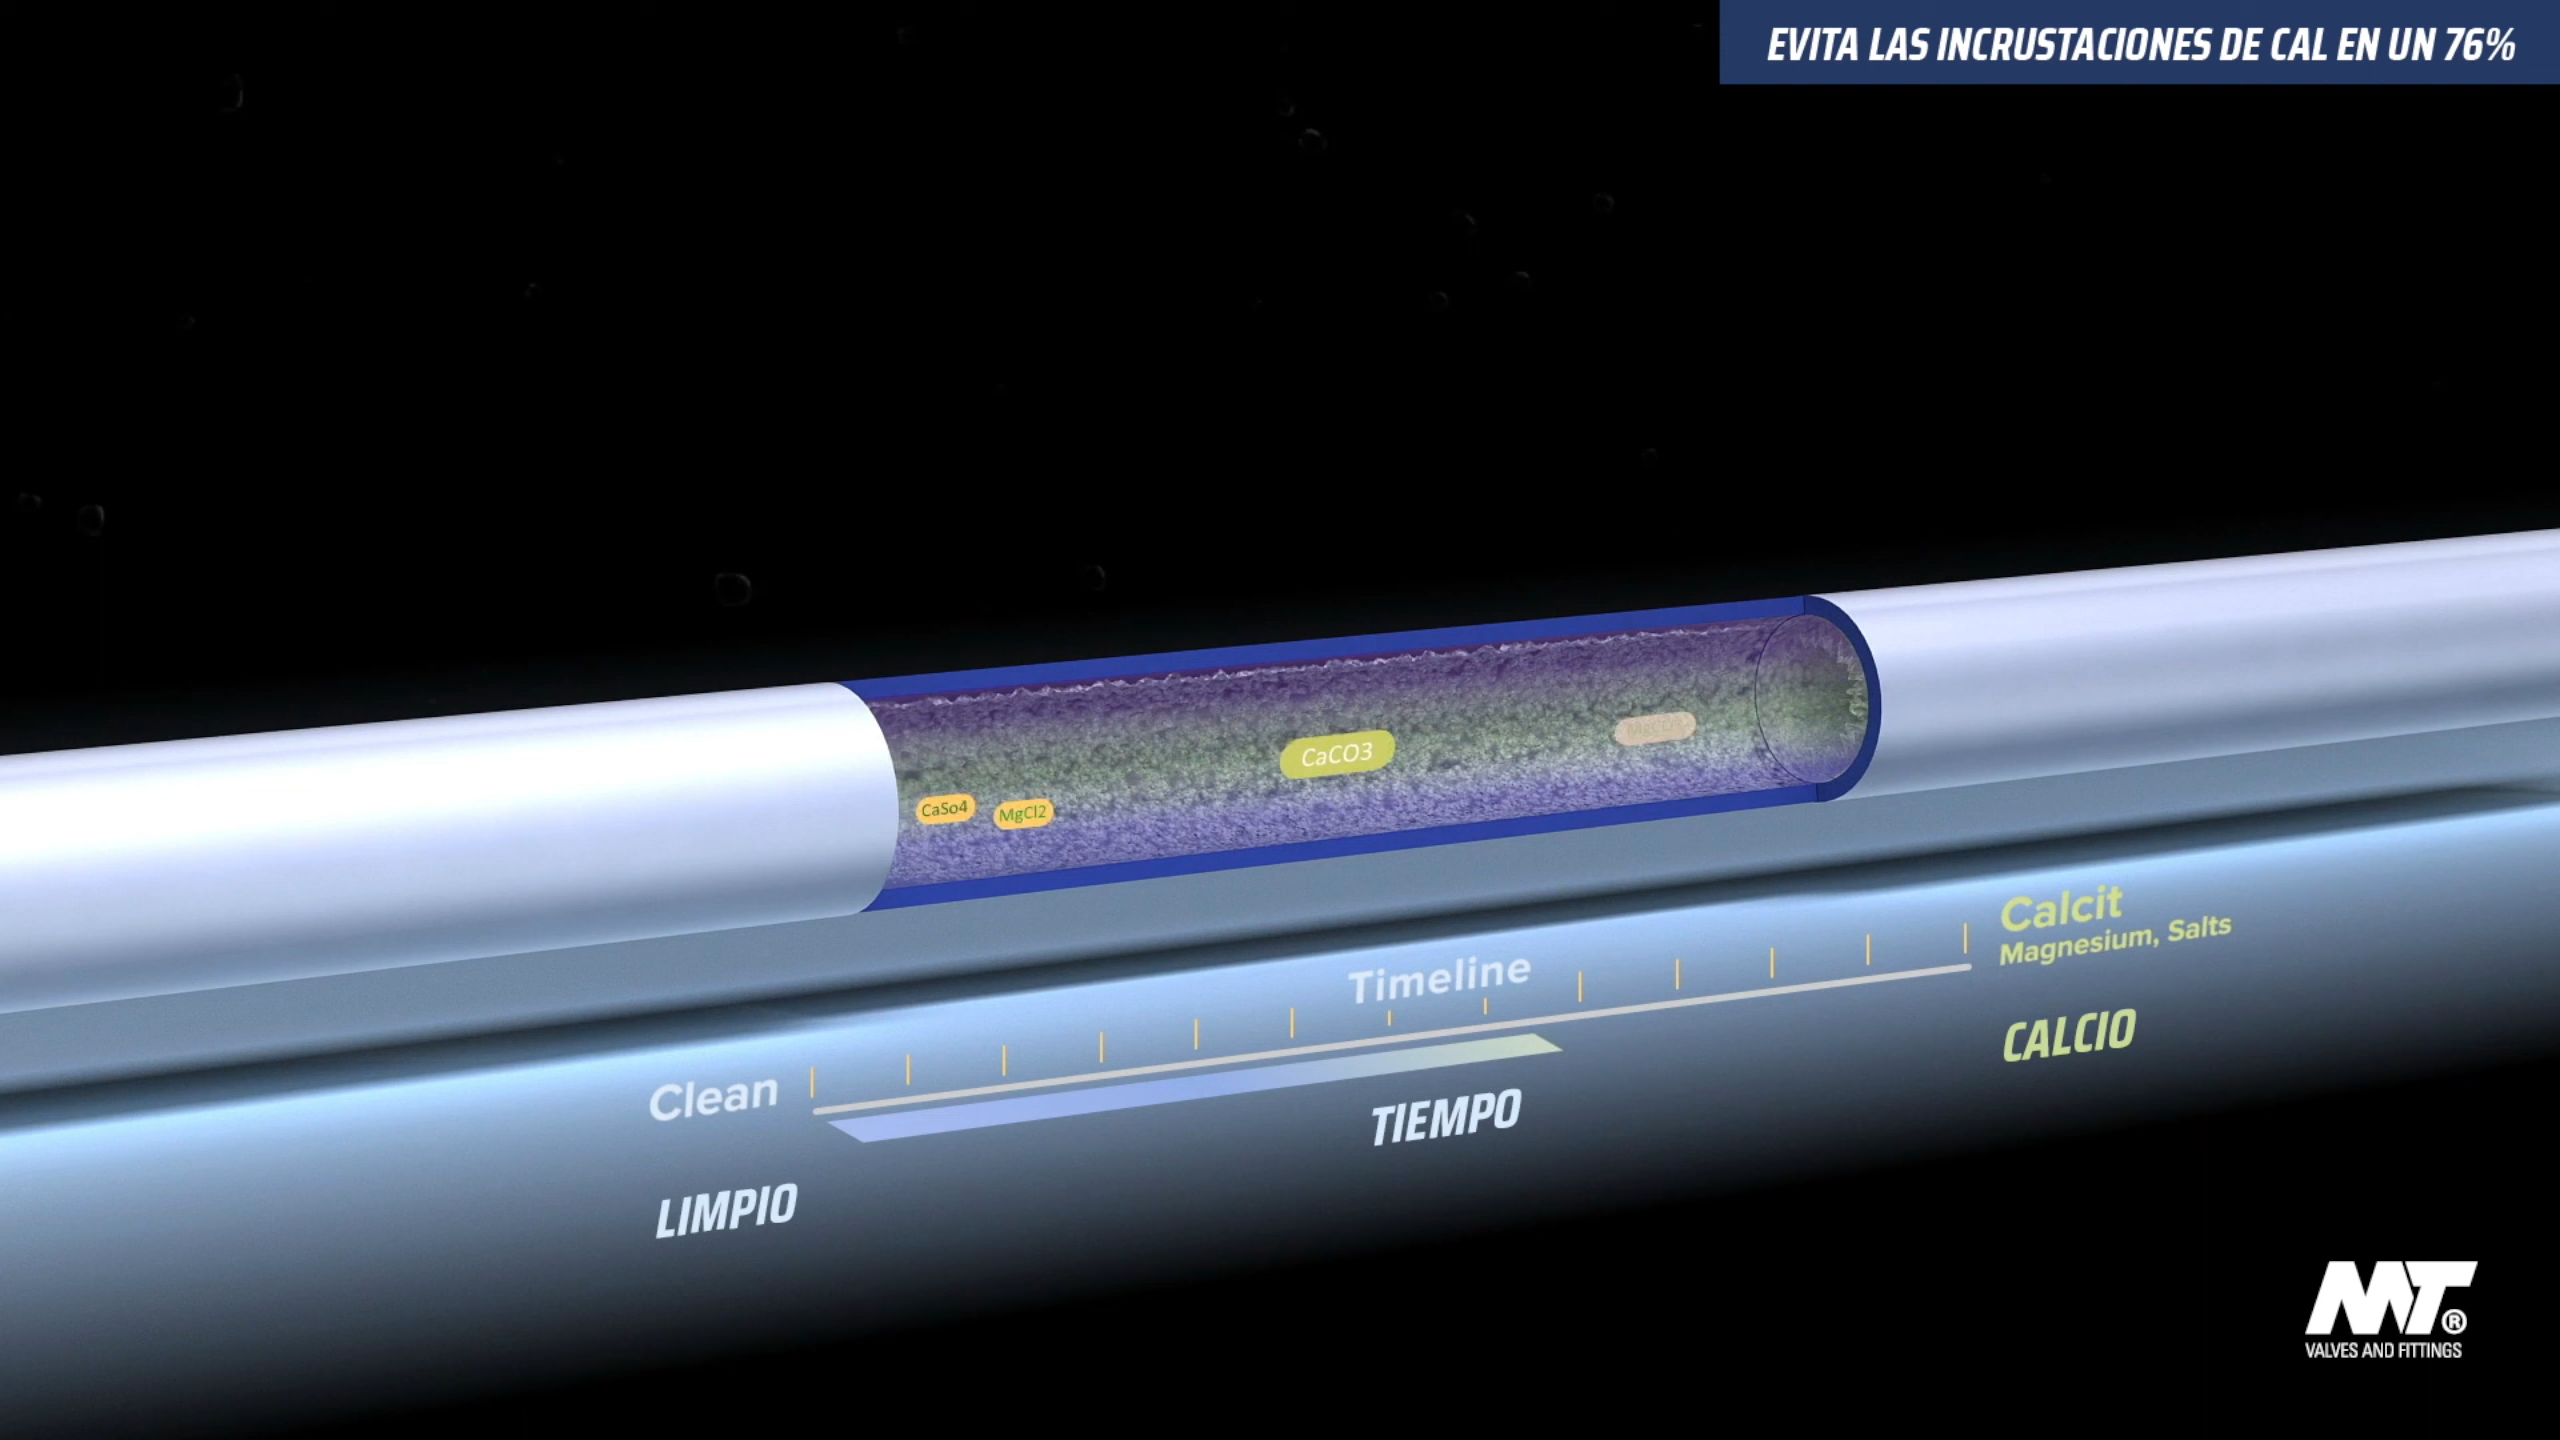 EVITA LAS INCRUSTACIONES DE CAL EN UN 76%
CaCO3
CaSo4
MgCl2
Calcit
Magnesium, Salts
Timeline
CALCIO
Clean
TIEMPO
LIMPIO
MT®
VALVES AND FITTINGS